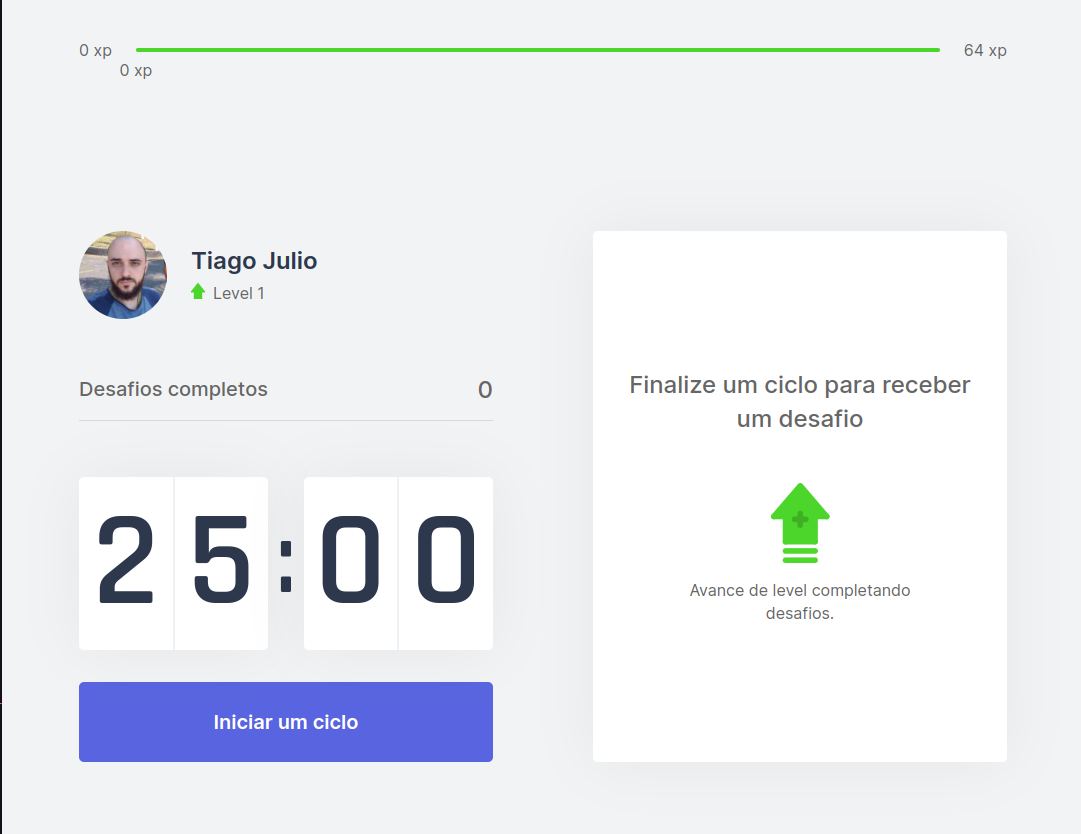 0 xp
64 xp
0 xp
Tiago Julio
Level 1
Desafios completos
0
25:00
Iniciar um ciclo
Finalize um ciclo para receber
um desafio
Avance de level completando
desafios.